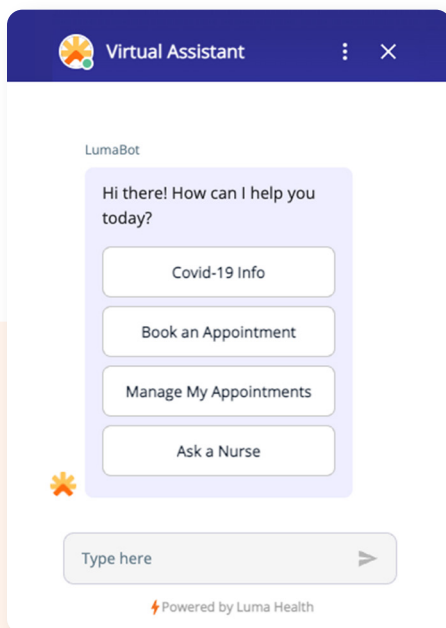 Virtual Assistant
LumaBot
Hi there! How can I help you
today?
Covid-19 Info
Book an Appointment
Manage My Appointments
Ask a Nurse
Type here
Powered by Luma Health